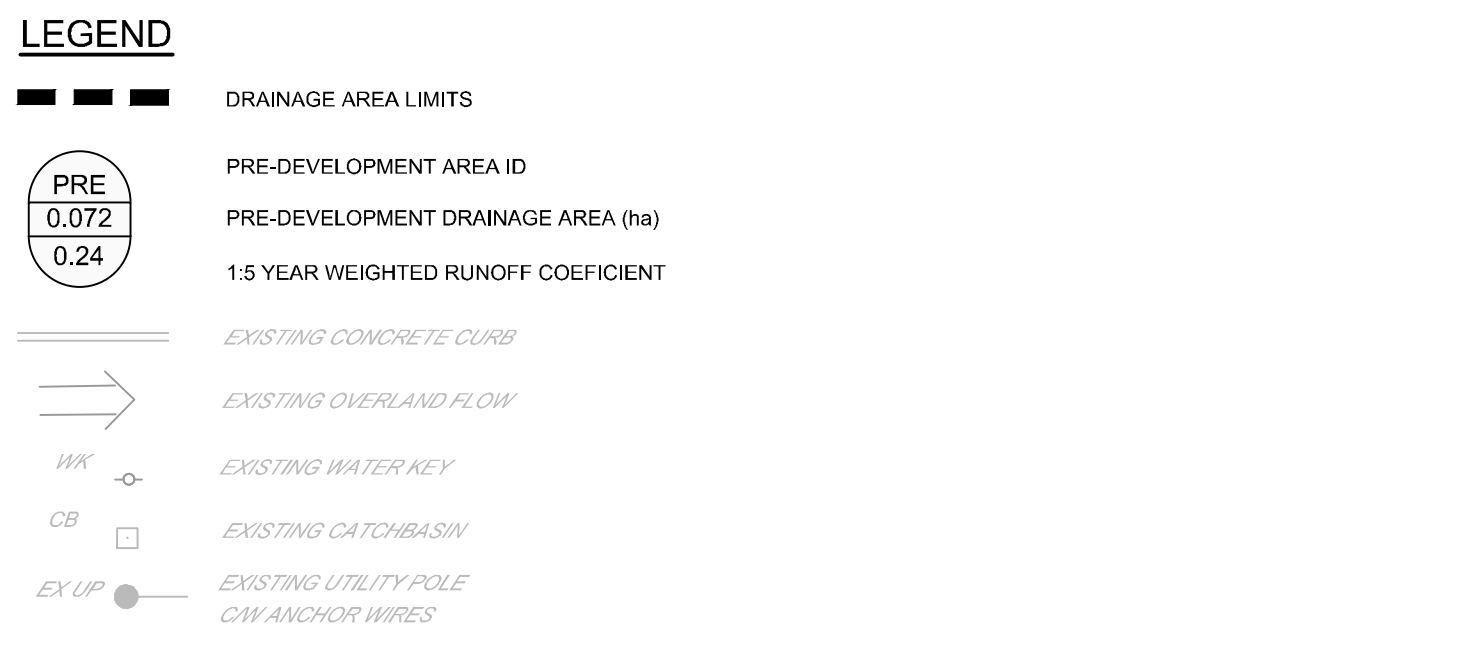 LEGEND
DRAINAGE AREA LIMITS
PRE
PRE-DEVELOPMENT AREA ID
0.072
PRE-DEVELOPMENT DRAINAGE AREA (ha)
0.24
1:5 YEAR WEIGHTED RUNOFF COEFICIENT
EXISTING CONCRETE CURB
EXISTING OVERLAND FLOW
WK
EXISTING WATER KEY
CB
EXISTING CATCHBASIN
EX UP
EXISTING UTILITY POLE
C/W ANCHOR WIRES